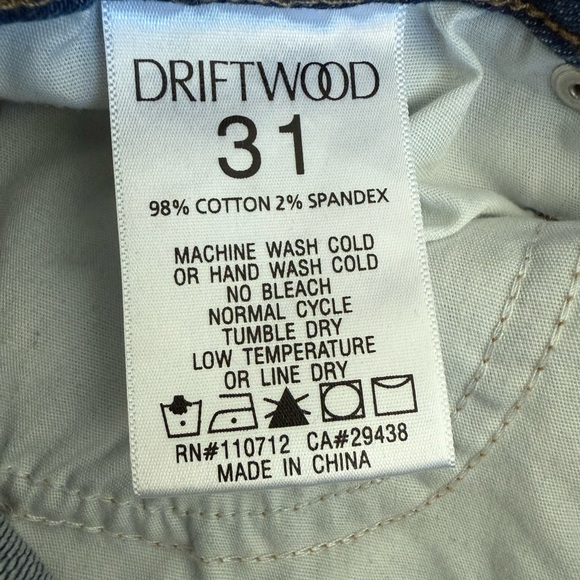 DRIFTWOOD
31
98% COTTON 2% SPANDEX
MACHINE WASH COLD
OR HAND WASH COLD
NO BLEACH
NORMAL CYCLE
TUMBLE DRY
LOW TEMPERATURE
OR LINE DRY
RN#110712 CA#29438
MADE IN CHINA